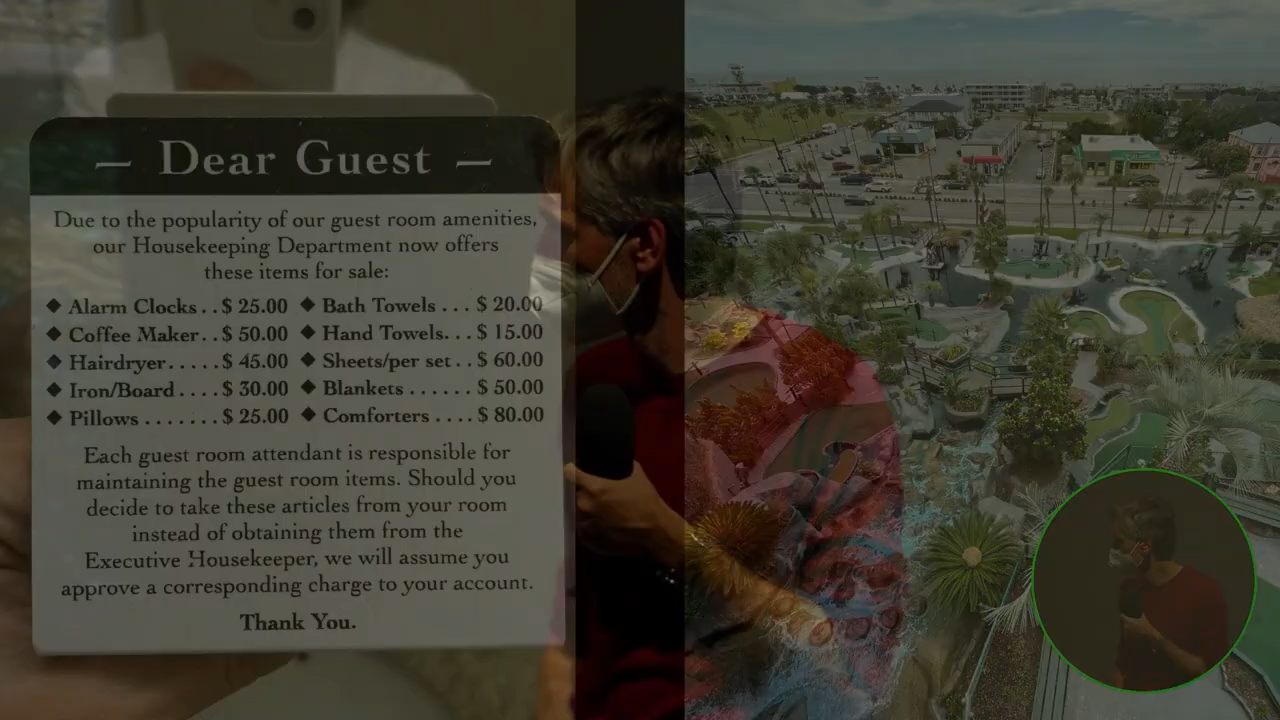 — Dear Guest —
Due to the popularity of our guest room amenities,
our Housekeeping Department now offers
these items for sale:
◆ Alarm Clocks . . $ 25.00 ◆ Bath Towels . . . $ 20.00
◆ Coffee Maker . . $ 50.00 ◆ Hand Towels. . . $ 15.00
◆ Hairdryer . . . . . $ 45.00 ◆ Sheets/per set . . $ 60.00
◆ Iron/Board . . . . $ 30.00 ◆ Blankets . . . . . . $ 50.00
◆ Pillows . . . . . . . $ 25.00 ◆ Comforters . . . . $ 80.00
Each guest room attendant is responsible for
maintaining the guest room items. Should you
decide to take these articles from your room
instead of obtaining them from the
Executive Housekeeper, we will assume you
approve a corresponding charge to your account.
Thank You.